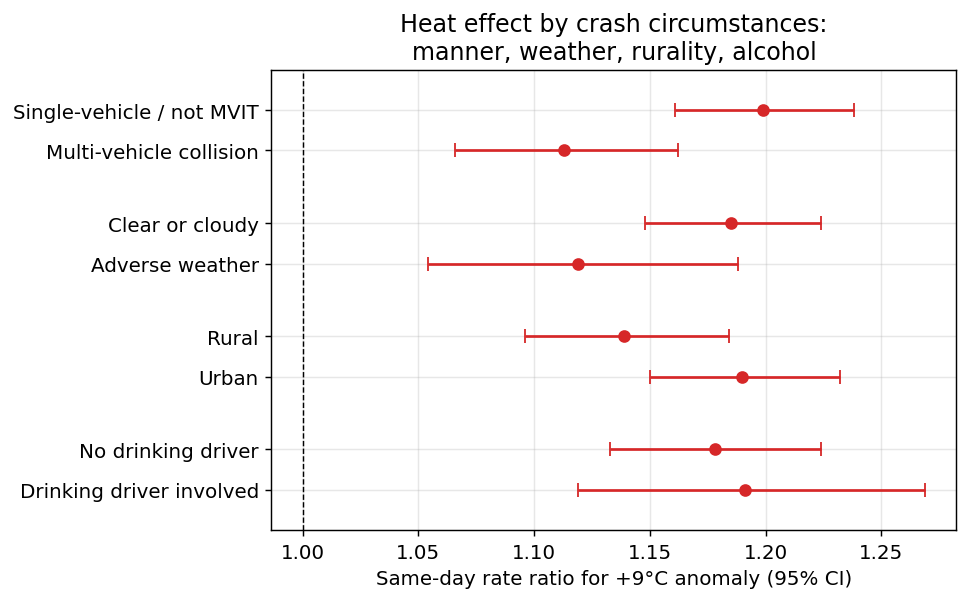 Heat effect by crash circumstances:
manner, weather, rurality, alcohol
Single-vehicle / not MVIT
Multi-vehicle collision
Clear or cloudy
Adverse weather
Rural
Urban
No drinking driver
Drinking driver involved
1.00 1.05 1.10 1.15 1.20 1.25
Same-day rate ratio for +9°C anomaly (95% CI)